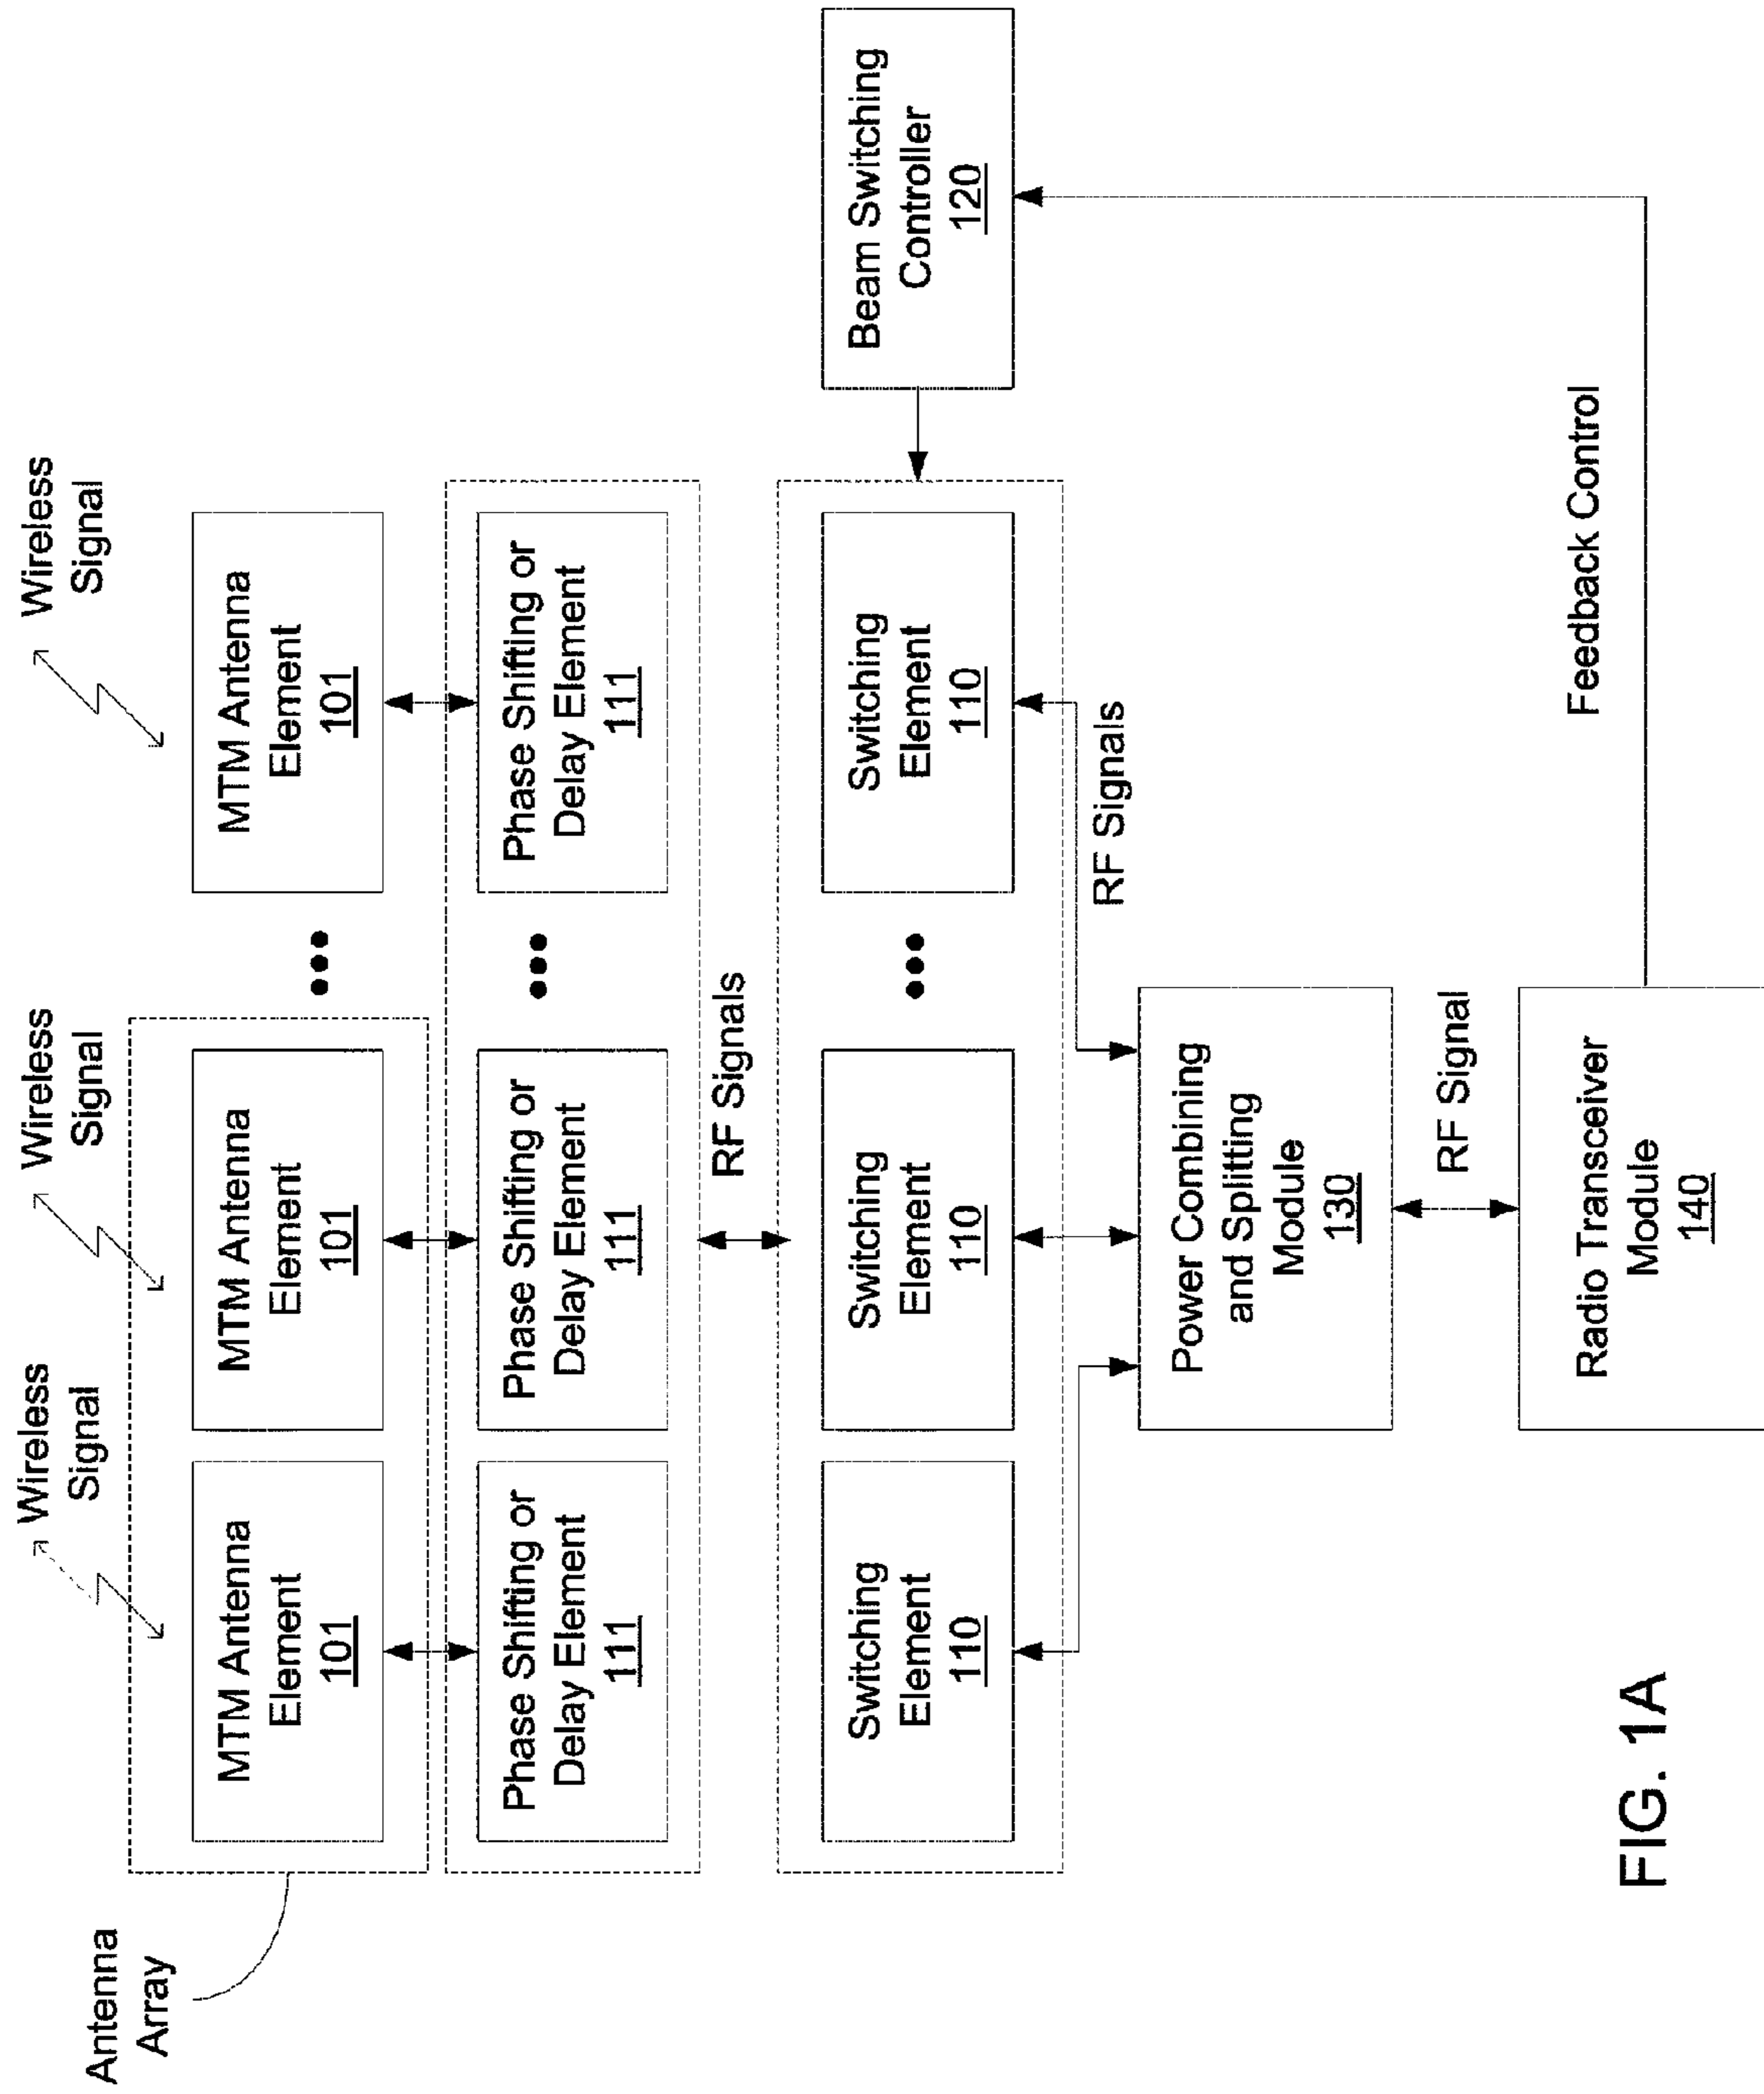 Wireless
Signal
Wireless
Signal
Wireless
Signal
Antenna
Array
MTM Antenna
Element
101
MTM Antenna
Element
101
•••
MTM Antenna
Element
101
Phase Shifting or
Delay Element
111
Phase Shifting or
Delay Element
111
•••
Phase Shifting or
Delay Element
111
RF Signals
Switching
Element
110
Switching
Element
110
•••
Switching
Element
110
Beam Switching
Controller
120
RF Signals
Power Combining
and Splitting
Module
130
RF Signal
Feedback Control
Radio Transceiver
Module
140
FIG. 1A